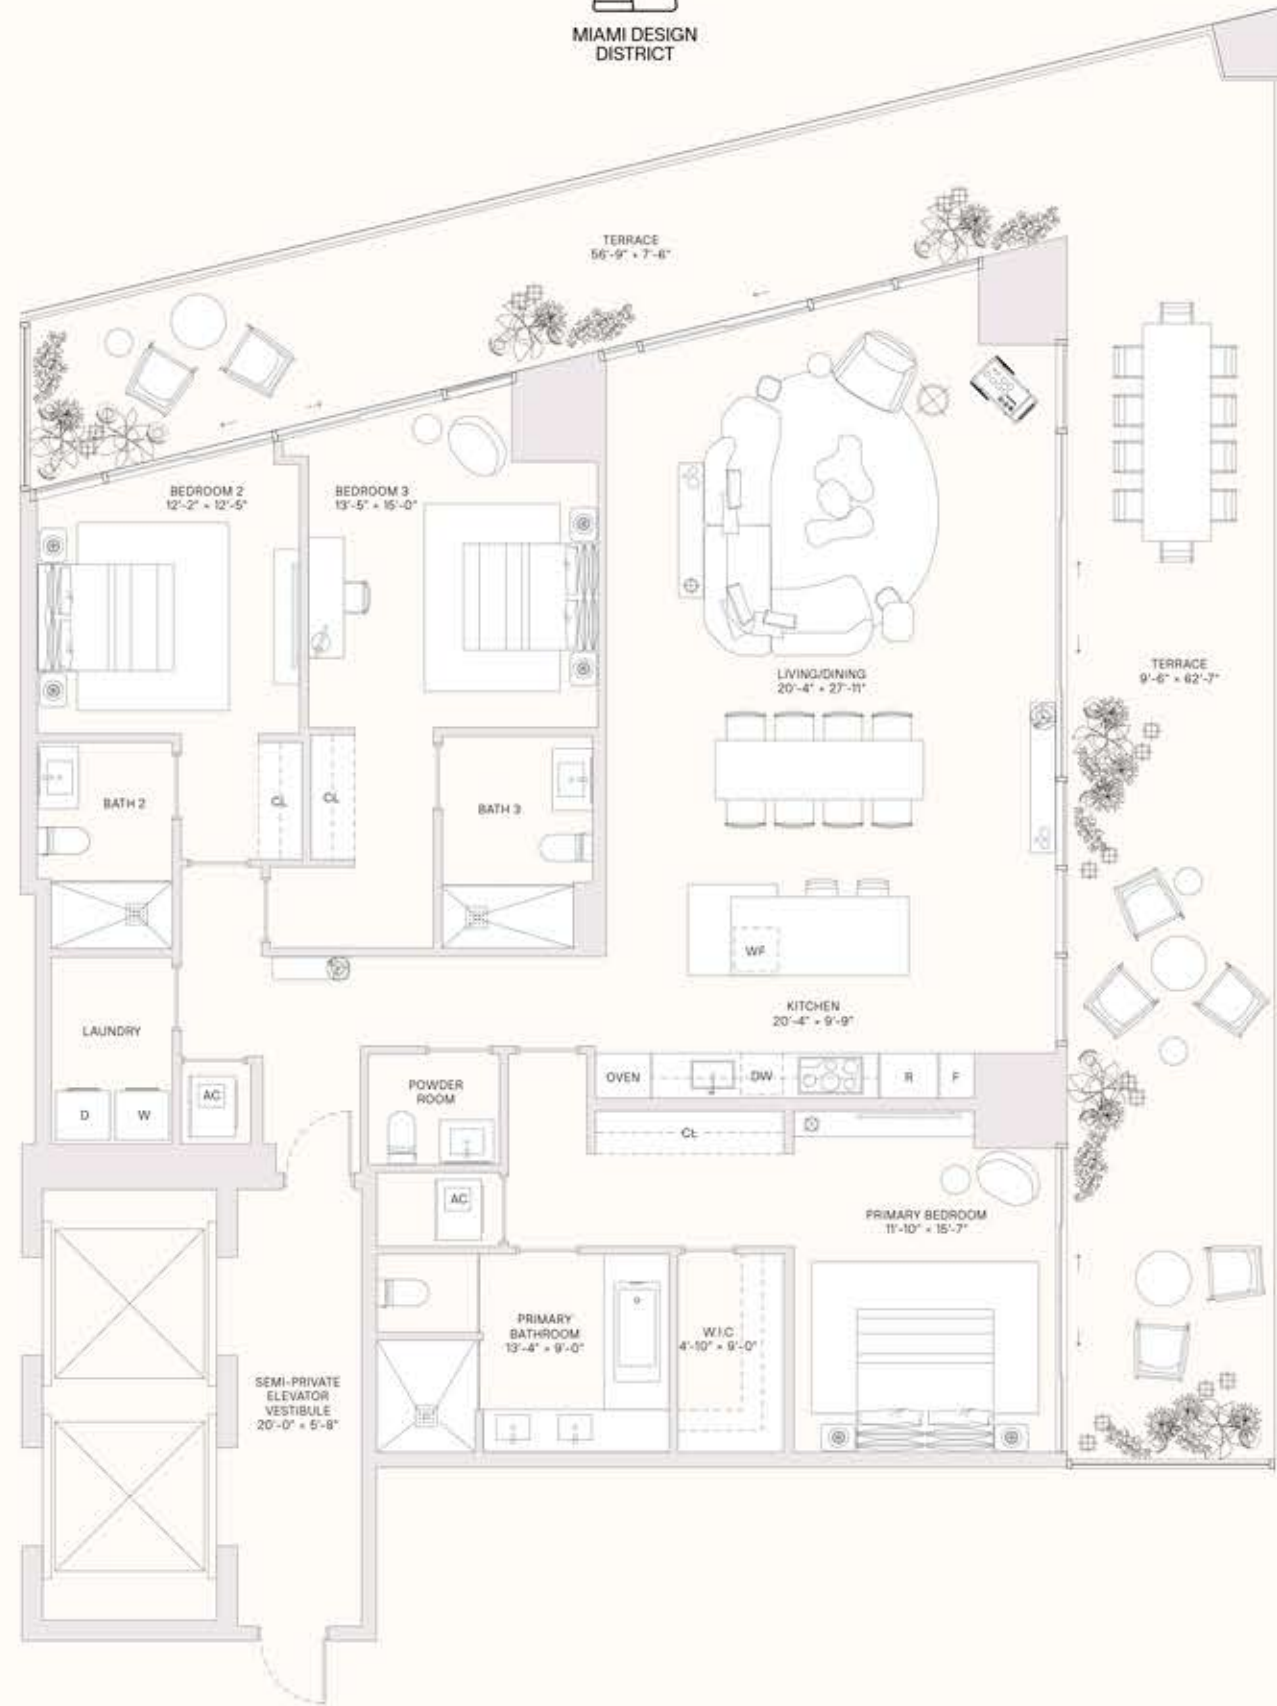 MIAMI DESIGN
DISTRICT
TERRACE
56'-9" × 7'-6"
BEDROOM 2
12'-2" × 12'-5"
BEDROOM 3
13'-5" × 15'-0"
LIVING/DINING
20'-4" × 27'-11"
TERRACE
9'-6" × 62'-7"
BATH 2
CL
CL
BATH 3
WF
KITCHEN
20'-4" × 9'-9"
LAUNDRY
D
W
AC
POWDER
ROOM
OVEN
DW
R
F
CL
AC
PRIMARY BEDROOM
11'-10" × 15'-7"
PRIMARY
BATHROOM
13'-4" × 9'-0"
W.I.C
4'-10" × 9'-0"
SEMI-PRIVATE
ELEVATOR
VESTIBULE
20'-0" × 5'-8"